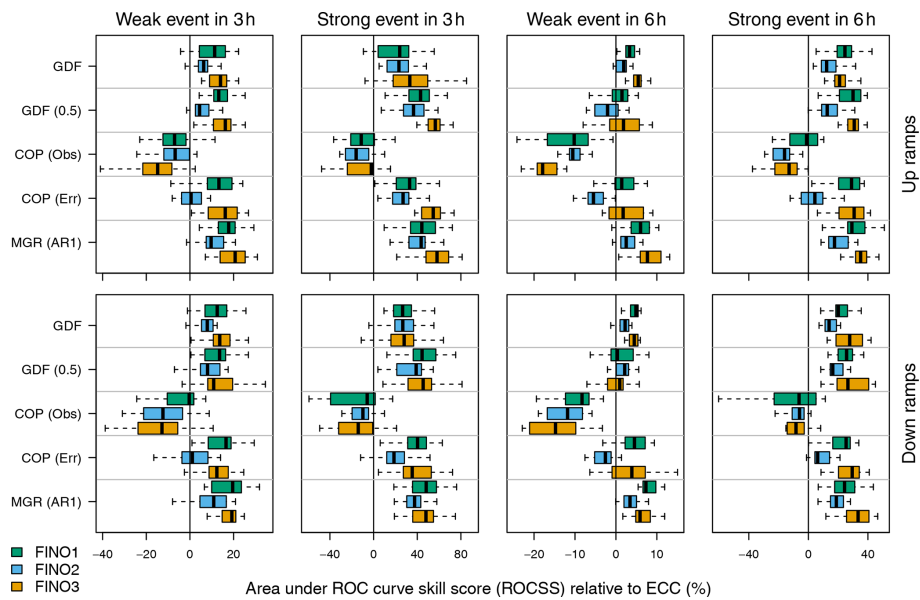 Weak event in 3 h
Strong event in 3 h
Weak event in 6 h
Strong event in 6 h
GDF
GDF (0.5)
COP (Obs)
COP (Err)
MGR (AR1)
Up ramps
GDF
GDF (0.5)
COP (Obs)
COP (Err)
MGR (AR1)
Down ramps
−40 −20 0 20
−40 0 40 80
−20 −10 0 10
−40 0 40
FINO1
FINO2
FINO3
Area under ROC curve skill score (ROCSS) relative to ECC (%)